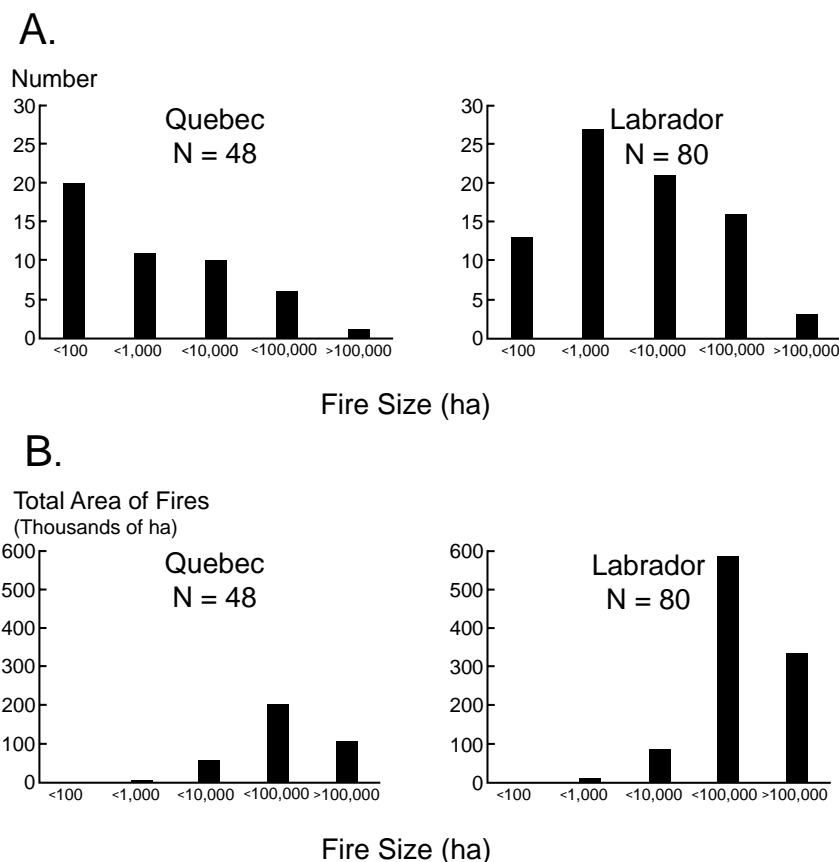 A.
Number
Quebec
N = 48
30
25
20
15
10
5
0
<100 <1,000 <10,000 <100,000 >100,000
Labrador
N = 80
30
25
20
15
10
5
0
<100 <1,000 <10,000 <100,000 >100,000
Fire Size (ha)
B.
Total Area of Fires
(Thousands of ha)
Quebec
N = 48
600
500
400
300
200
100
0
<100 <1,000 <10,000 <100,000 >100,000
Labrador
N = 80
600
500
400
300
200
100
0
<100 <1,000 <10,000 <100,000 >100,000
Fire Size (ha)